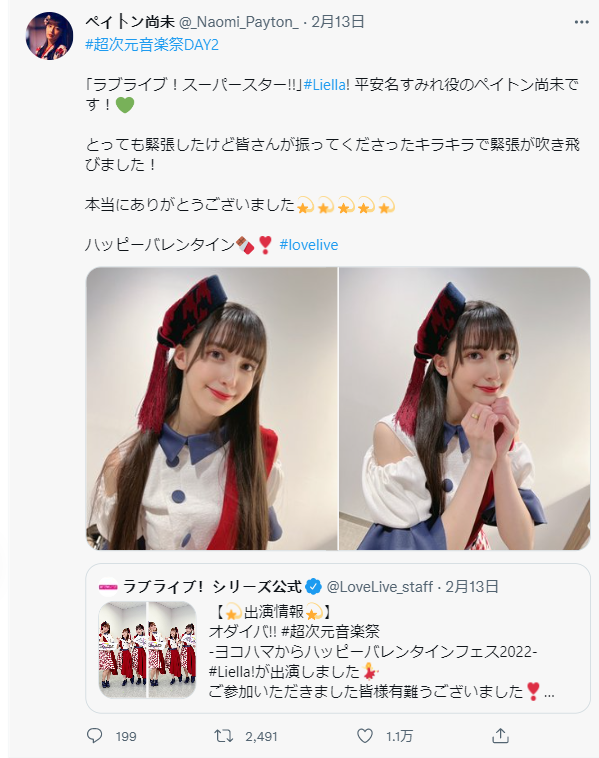 ペイトン尚未 @_Naomi_Payton_ · 2月13日
#超次元音楽祭DAY2
「ラブライブ！スーパースター!!」#Liella! 平安名すみれ役のペイトン尚未で
す！💚
とっても緊張したけど皆さんが振ってくださったキラキラで緊張が吹き飛
びました！
本当にありがとうございました💫💫💫💫💫
ハッピーバレンタイン🍫❣️ #lovelive
ラブライブ！シリーズ公式 @LoveLive_staff · 2月13日
【💫出演情報💫】
オダイバ!! #超次元音楽祭
-ヨコハマからハッピーバレンタインフェス2022-
#Liella!が出演しました💃
ご参加いただきました皆様有難うございました❣️...
199 2,491 1.1만